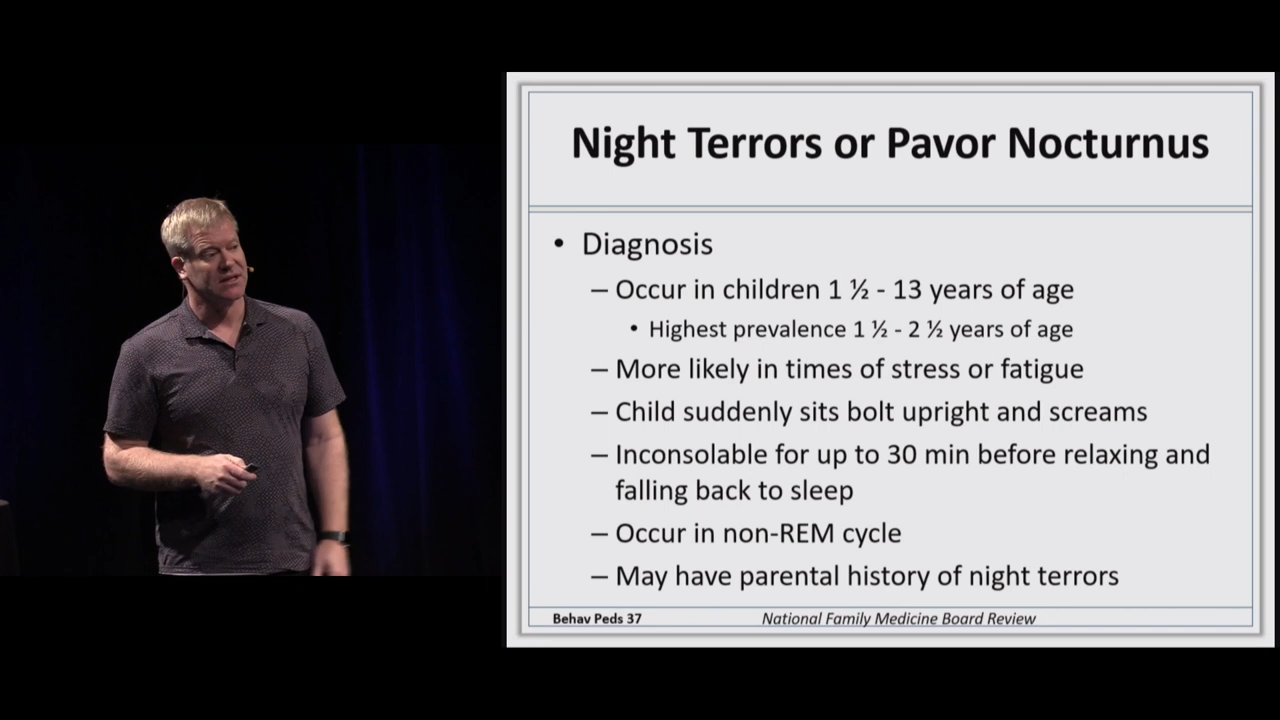 Night Terrors or Pavor Nocturnus
• Diagnosis
– Occur in children 1 ½ - 13 years of age
• Highest prevalence 1 ½ - 2 ½ years of age
– More likely in times of stress or fatigue
– Child suddenly sits bolt upright and screams
– Inconsolable for up to 30 min before relaxing and
falling back to sleep
– Occur in non-REM cycle
– May have parental history of night terrors
Behav Peds 37 National Family Medicine Board Review